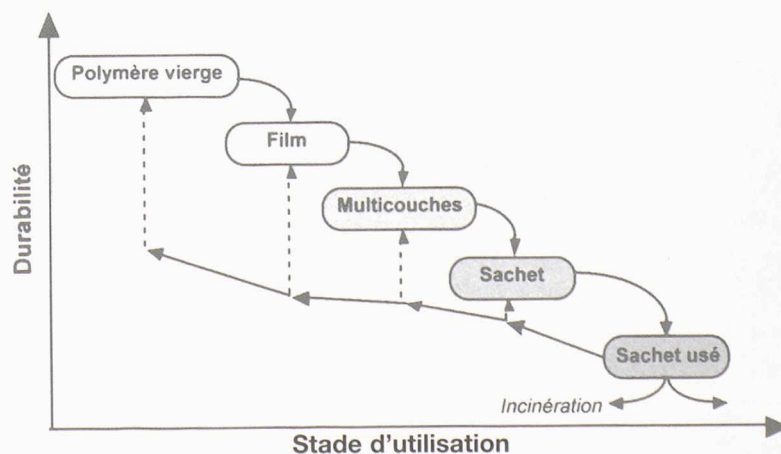 Polymère vierge
Film
Multicouches
Sachet
Sachet usé
Incinération
Durabilité
Stade d'utilisation